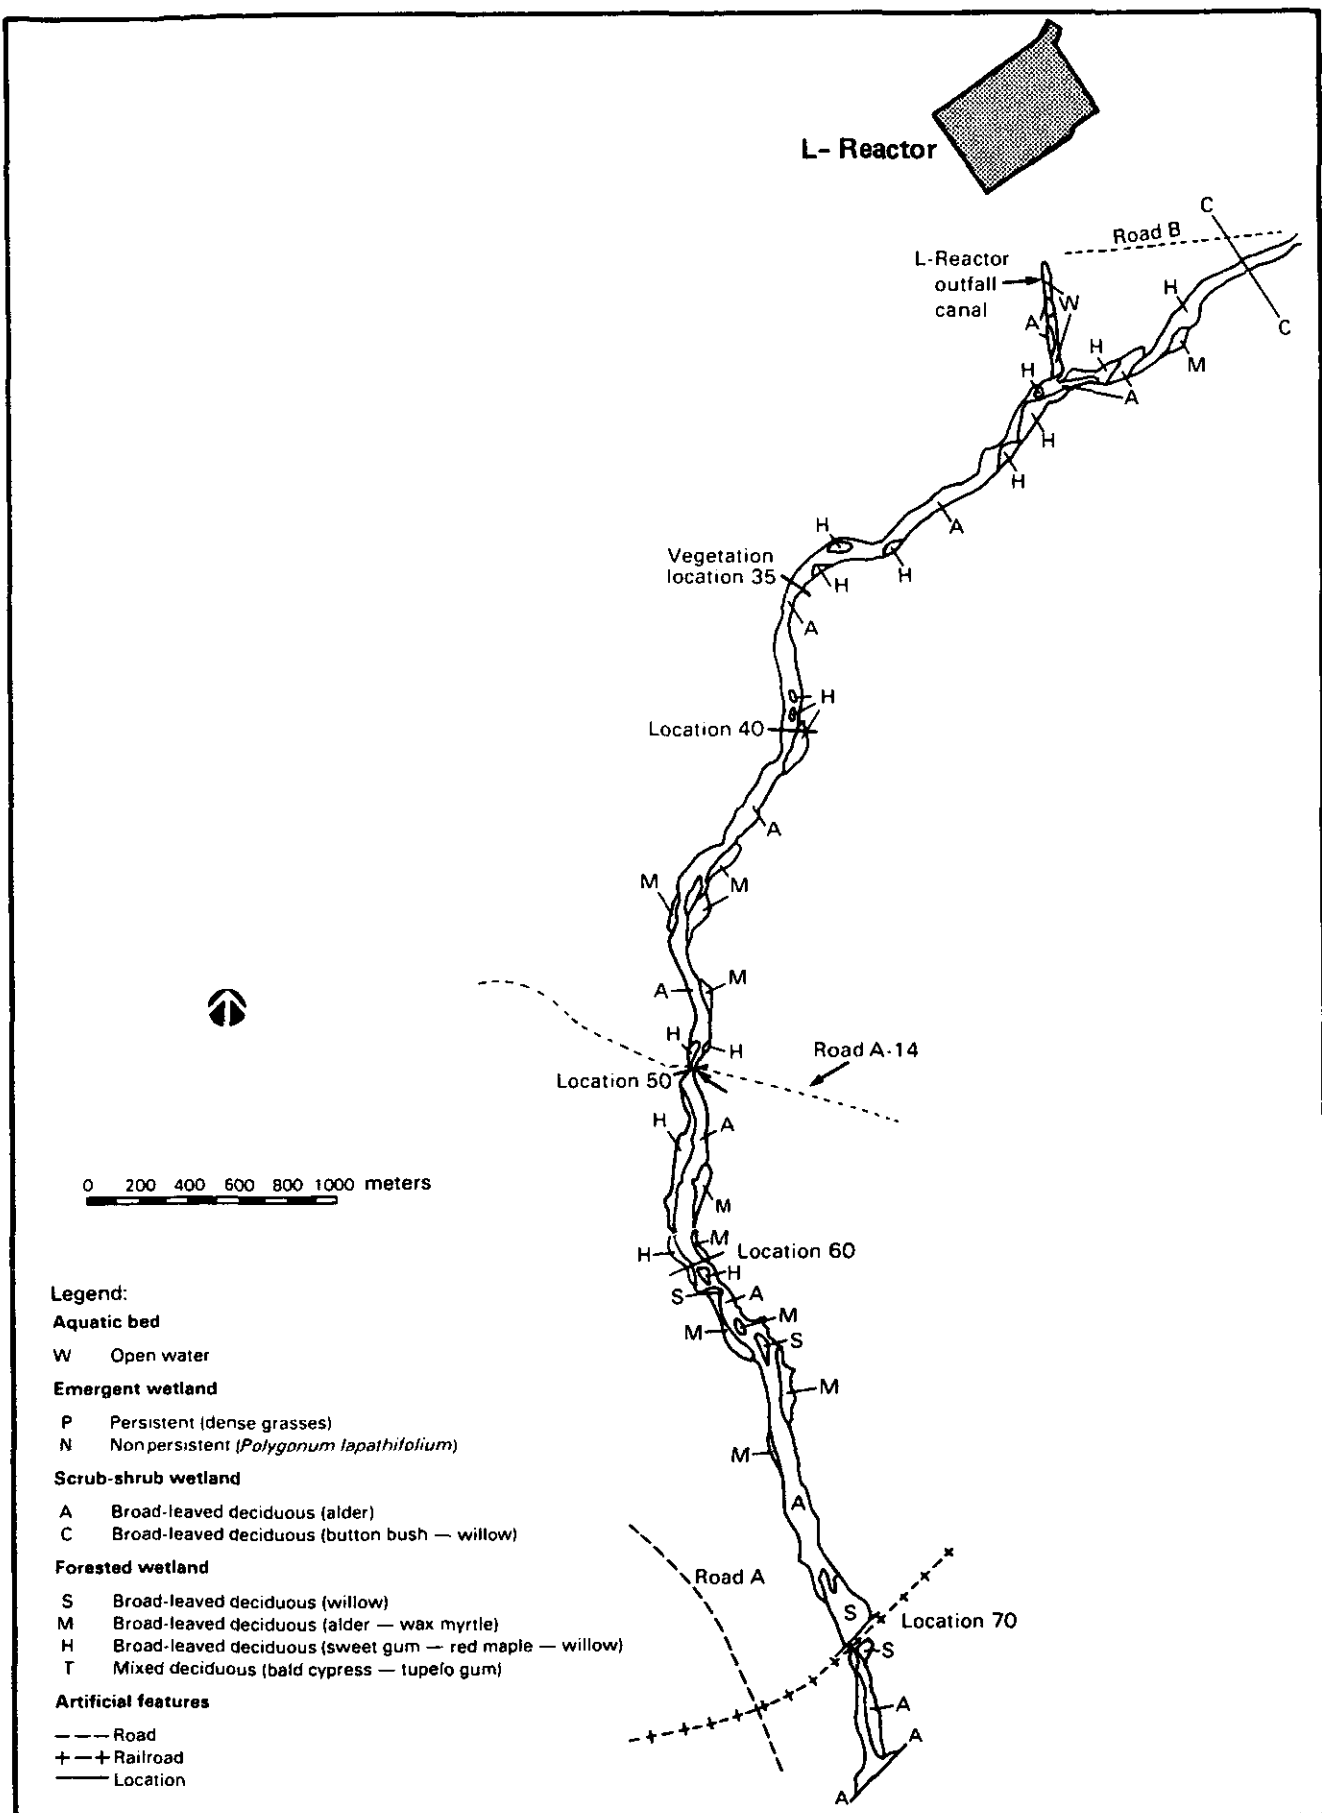 L- Reactor
C
Road B
L-Reactor
outfall
canal
H
W
A
C
H
M
H
A
H
H
A
H
Vegetation
location 35
H
H
A
H
Location 40
A
M
M
M
A
H
H
Road A-14
Location 50
H
A
0 200 400 600 800 1000 meters
M
M
H
Location 60
H
S
A
M
M
S
M
M
A
Road A
S
Location 70
S
A
A
A
Legend:
Aquatic bed
W Open water
Emergent wetland
P Persistent (dense grasses)
N Nonpersistent (Polygonum lapathifolium)
Scrub-shrub wetland
A Broad-leaved deciduous (alder)
C Broad-leaved deciduous (button bush — willow)
Forested wetland
S Broad-leaved deciduous (willow)
M Broad-leaved deciduous (alder — wax myrtle)
H Broad-leaved deciduous (sweet gum — red maple — willow)
T Mixed deciduous (bald cypress — tupelo gum)
Artificial features
Road
Railroad
Location